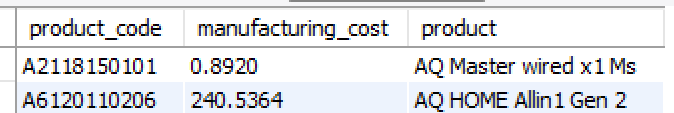 product_code manufacturing_cost product
A2118150101 0.8920 AQ Master wired x1 Ms
A6120110206 240.5364 AQ HOME Allin1 Gen 2